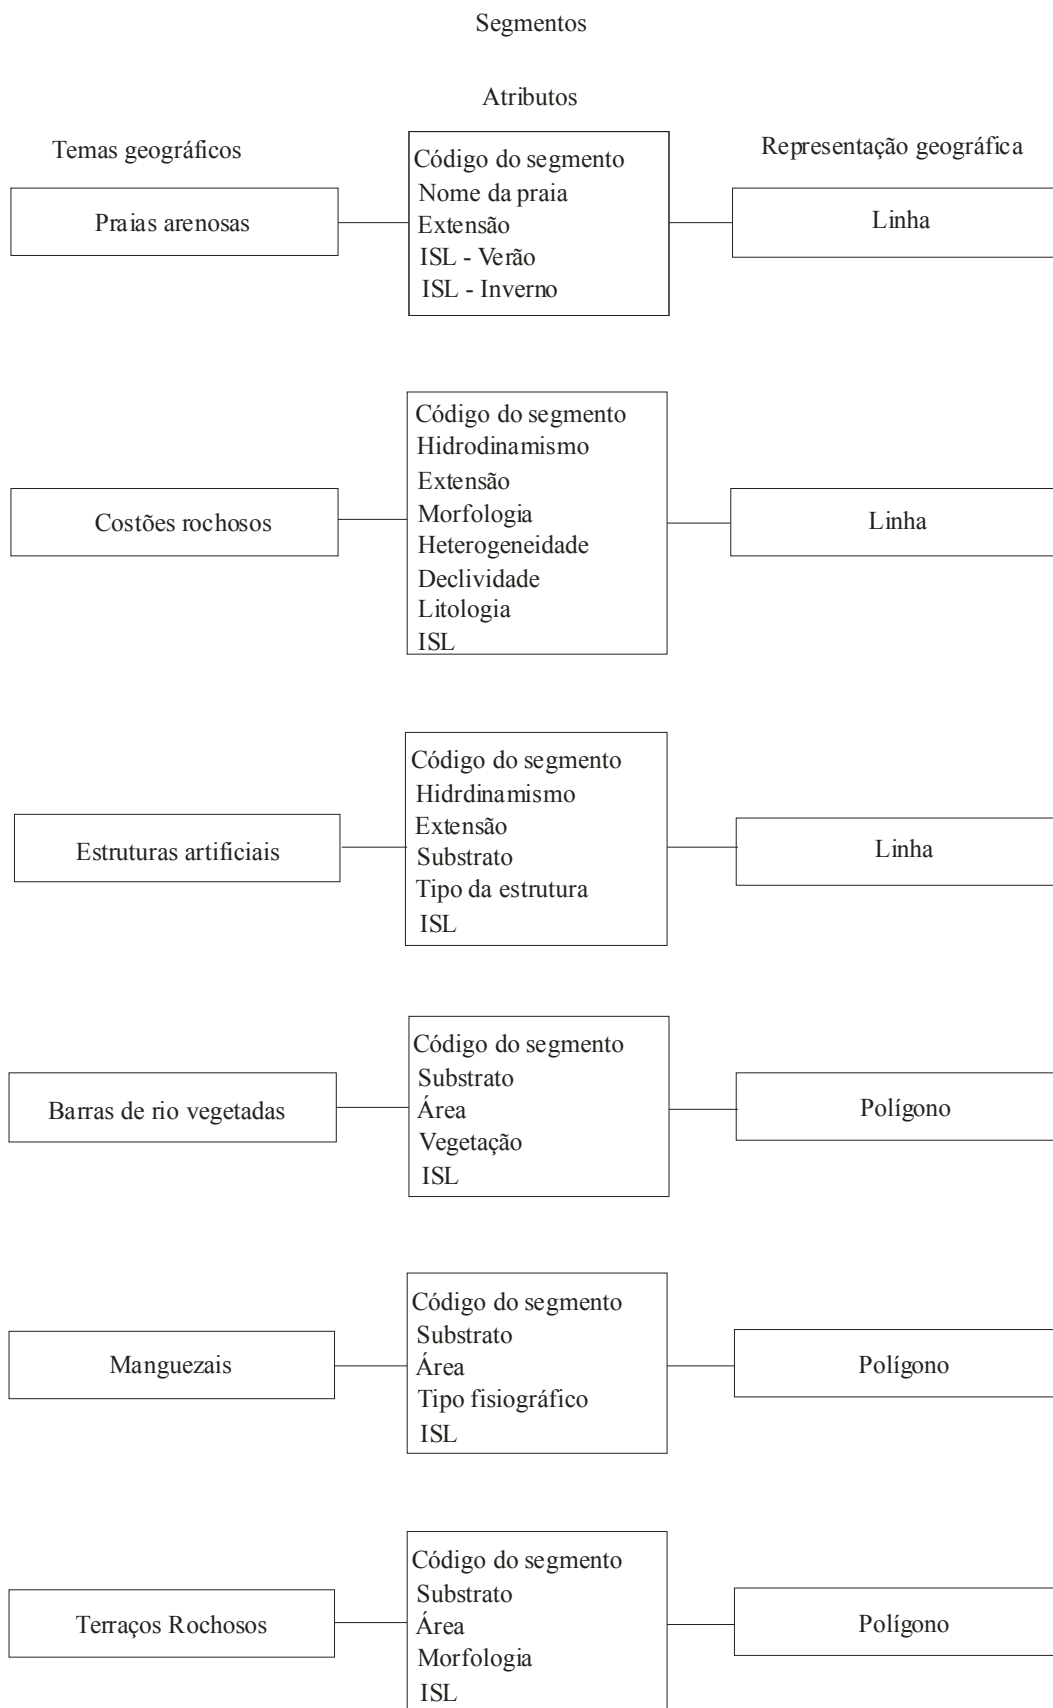 Segmentos
Atributos
Temas geográficos
Representação geográfica
Praias arenosas
Código do segmento
Nome da praia
Extensão
ISL - Verão
ISL - Inverno
Linha
Costões rochosos
Código do segmento
Hidrodinamismo
Extensão
Morfologia
Heterogeneidade
Declividade
Litologia
ISL
Linha
Estruturas artificiais
Código do segmento
Hidrdinamismo
Extensão
Substrato
Tipo da estrutura
ISL
Linha
Barras de rio vegetadas
Código do segmento
Substrato
Área
Vegetação
ISL
Polígono
Manguezais
Código do segmento
Substrato
Área
Tipo fisiográfico
ISL
Polígono
Terraços Rochosos
Código do segmento
Substrato
Área
Morfologia
ISL
Polígono